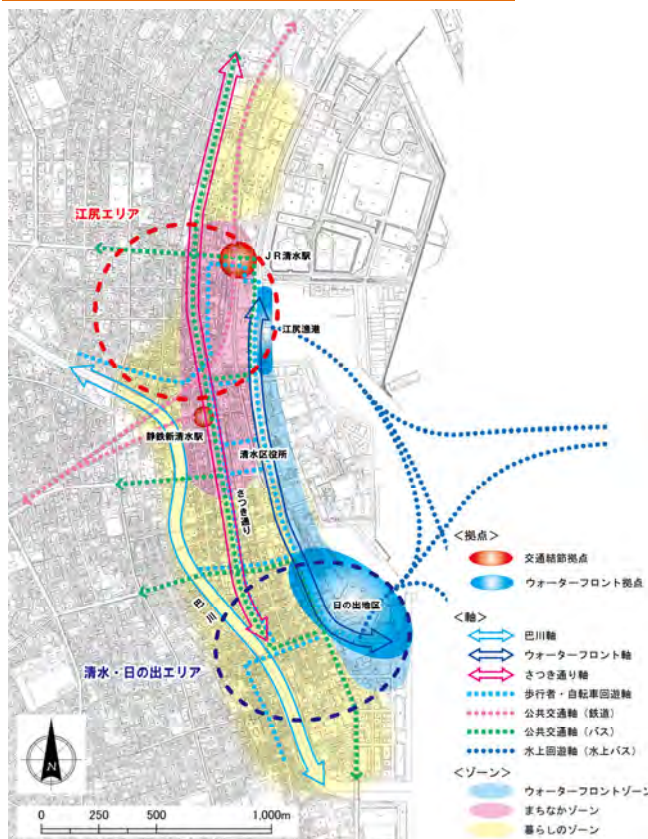 江尻エリア
JR清水駅
江尻漁港
静鉄新清水駅
清水区役所
さつき通り
日の出地区
巴川
清水・日の出エリア
N
0 250 500 1,000m
<拠点>
交通結節拠点
ウォーターフロント拠点
<軸>
巴川軸
ウォーターフロント軸
さつき通り軸
歩行者・自転車回遊軸
公共交通軸（鉄道）
公共交通軸（バス）
水上回遊軸（水上バス）
<ゾーン>
ウォーターフロントゾーン
まちなかゾーン
暮らしのゾーン